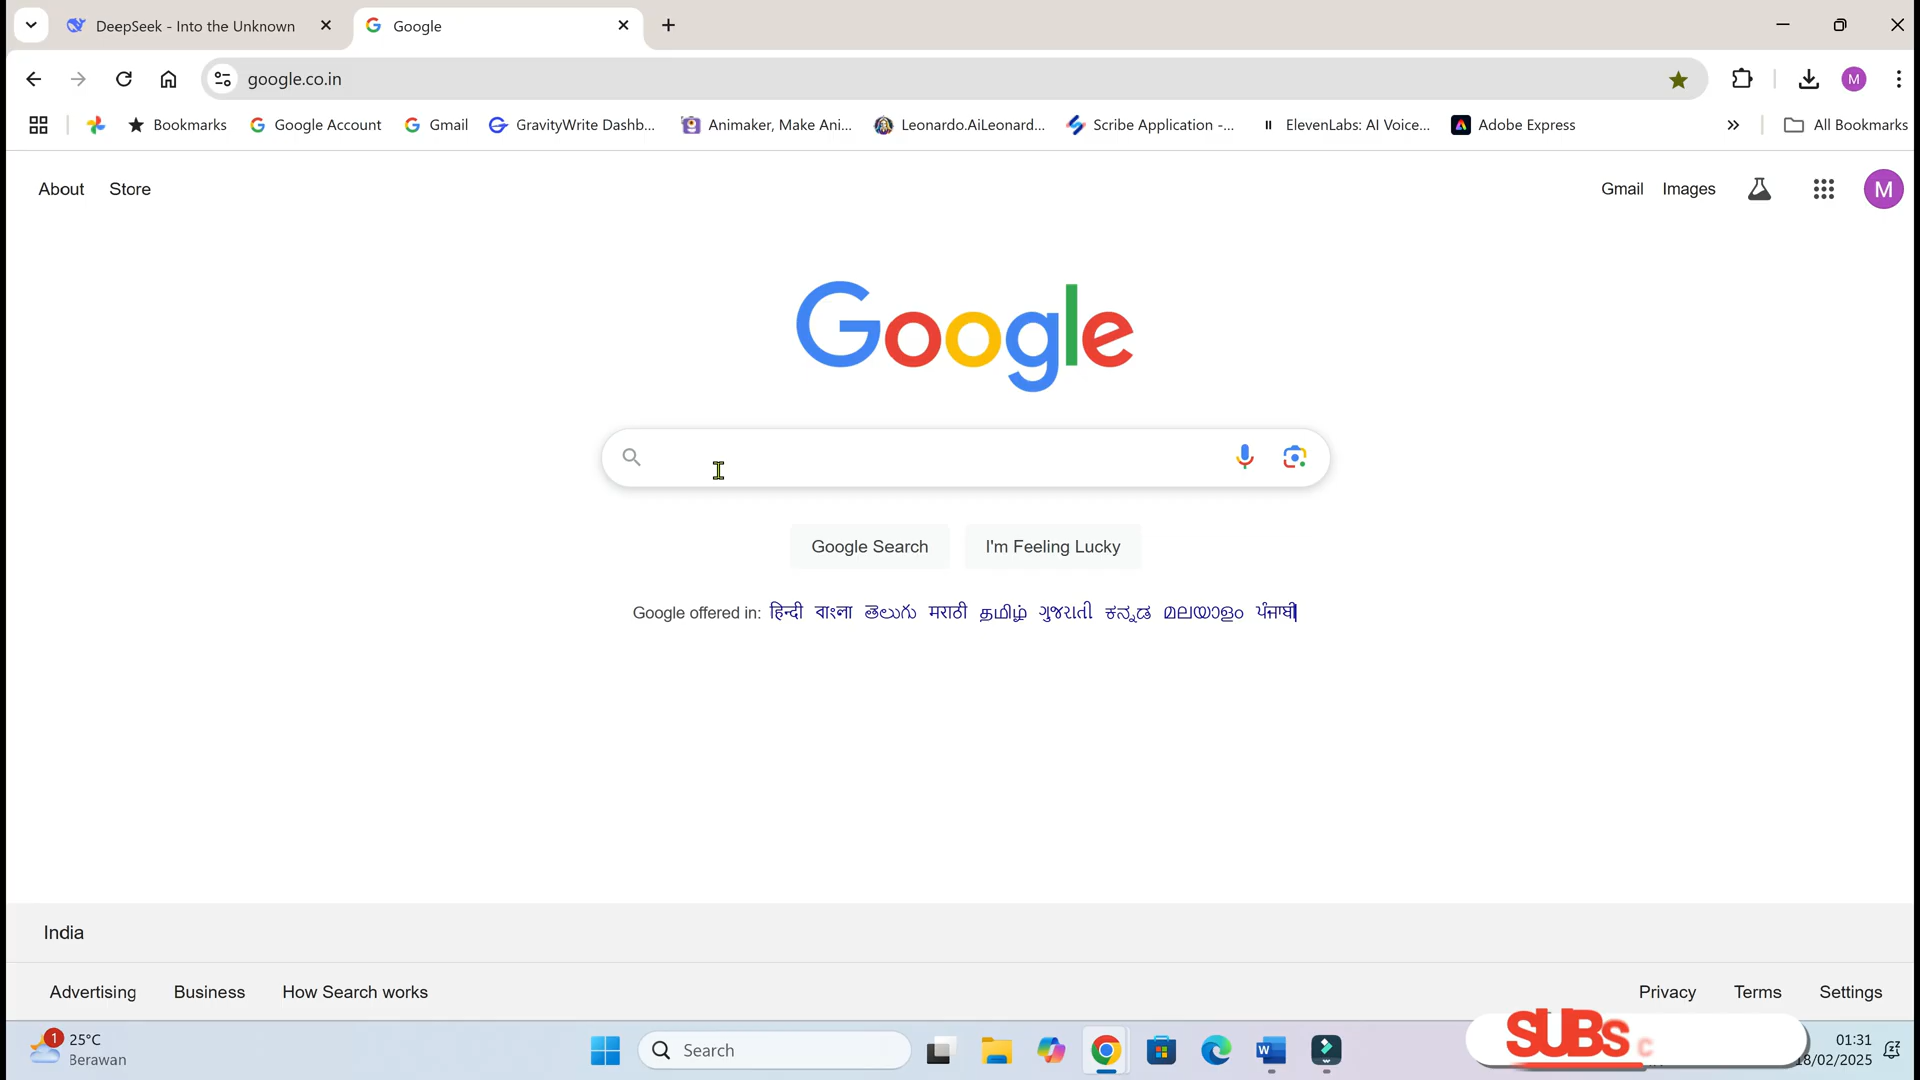 DeepSeek - Into the Unknown
Google
google.co.in
M
Bookmarks
Google Account
Gmail
GravityWrite Dashb...
Animaker, Make Ani...
Leonardo.AiLeonard...
Scribe Application -...
ElevenLabs: AI Voice...
Adobe Express
All Bookmarks
About Store
Gmail Images
M
Google
Google Search
I'm Feeling Lucky
Google offered in: हिन्दी বাংলা తెలుగు मराठी தமிழ் ગુજરાતી ಕನ್ನಡ മലയാളം ਪੰਜਾਬੀ
India
Advertising Business How Search works
Privacy Terms Settings
1
25°C
Berawan
Search
SUBs c
01:31
18/02/2025